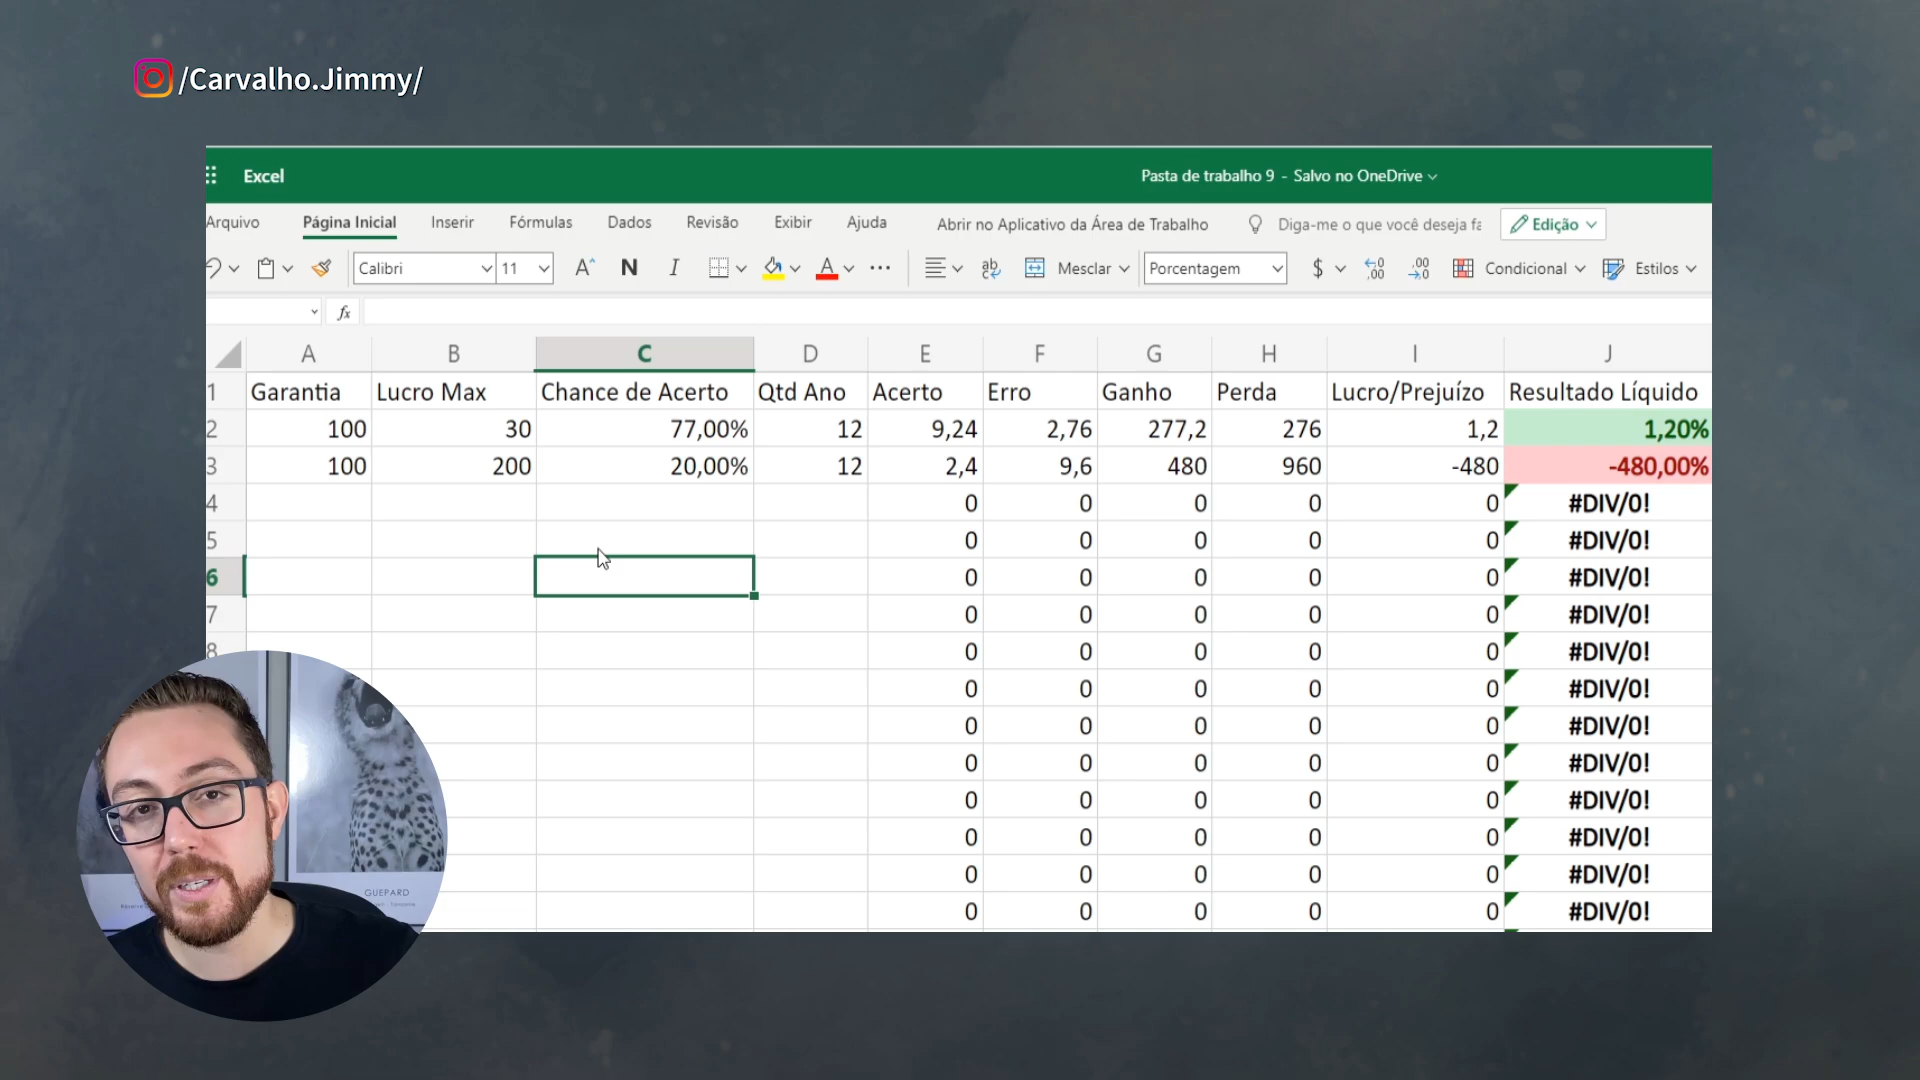 /Carvalho.Jimmy/
Excel
Pasta de trabalho 9 - Salvo no OneDrive
Arquivo Página Inicial Inserir Fórmulas Dados Revisão Exibir Ajuda Abrir no Aplicativo da Área de Trabalho Diga-me o que você deseja fa Edição
Calibri 11 A N I A ... ab Mesclar Porcentagem $ ,00 ,00 Condicional Estilos
fx
A B C D E F G H I J
1 Garantia Lucro Max Chance de Acerto Qtd Ano Acerto Erro Ganho Perda Lucro/Prejuízo Resultado Líquido
2 100 30 77,00% 12 9,24 2,76 277,2 276 1,2 1,20%
3 100 200 20,00% 12 2,4 9,6 480 960 -480 -480,00%
4 0 0 0 0 0 #DIV/0!
5 0 0 0 0 0 #DIV/0!
6 0 0 0 0 0 #DIV/0!
7 0 0 0 0 0 #DIV/0!
8 0 0 0 0 0 #DIV/0!
0 0 0 0 0 #DIV/0!
0 0 0 0 0 #DIV/0!
0 0 0 0 0 #DIV/0!
0 0 0 0 0 #DIV/0!
0 0 0 0 0 #DIV/0!
0 0 0 0 0 #DIV/0!
0 0 0 0 0 #DIV/0!
GUEPARD